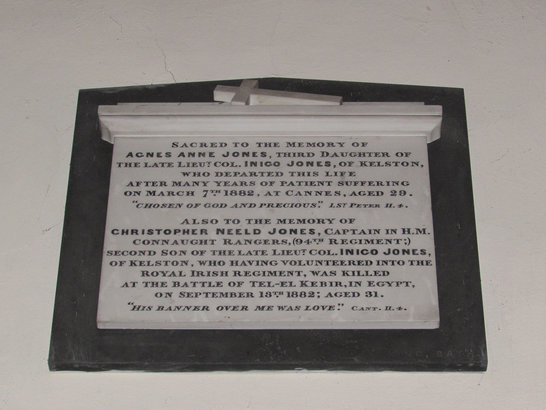 SACRED TO THE MEMORY OF
AGNES ANNE JONES, THIRD DAUGHTER OF
THE LATE LIEUT. COL. INIGO JONES, OF KELSTON,
WHO DEPARTED THIS LIFE
AFTER MANY YEARS OF PATIENT SUFFERING
ON MARCH 7TH 1882, AT CANNES, AGED 29.
"CHOSEN OF GOD AND PRECIOUS." 1ST PETER II.4.
ALSO TO THE MEMORY OF
CHRISTOPHER NEELD JONES, CAPTAIN IN H.M.
CONNAUGHT RANGERS, (94TH REGIMENT;)
SECOND SON OF THE LATE LIEUT. COL. INIGO JONES,
OF KELSTON, WHO HAVING VOLUNTEERED INTO THE
ROYAL IRISH REGIMENT, WAS KILLED
AT THE BATTLE OF TEL-EL KEBIR, IN EGYPT,
ON SEPTEMBER 13TH 1882; AGED 31.
"HIS BANNER OVER ME WAS LOVE." CANT. II.4.
BATH